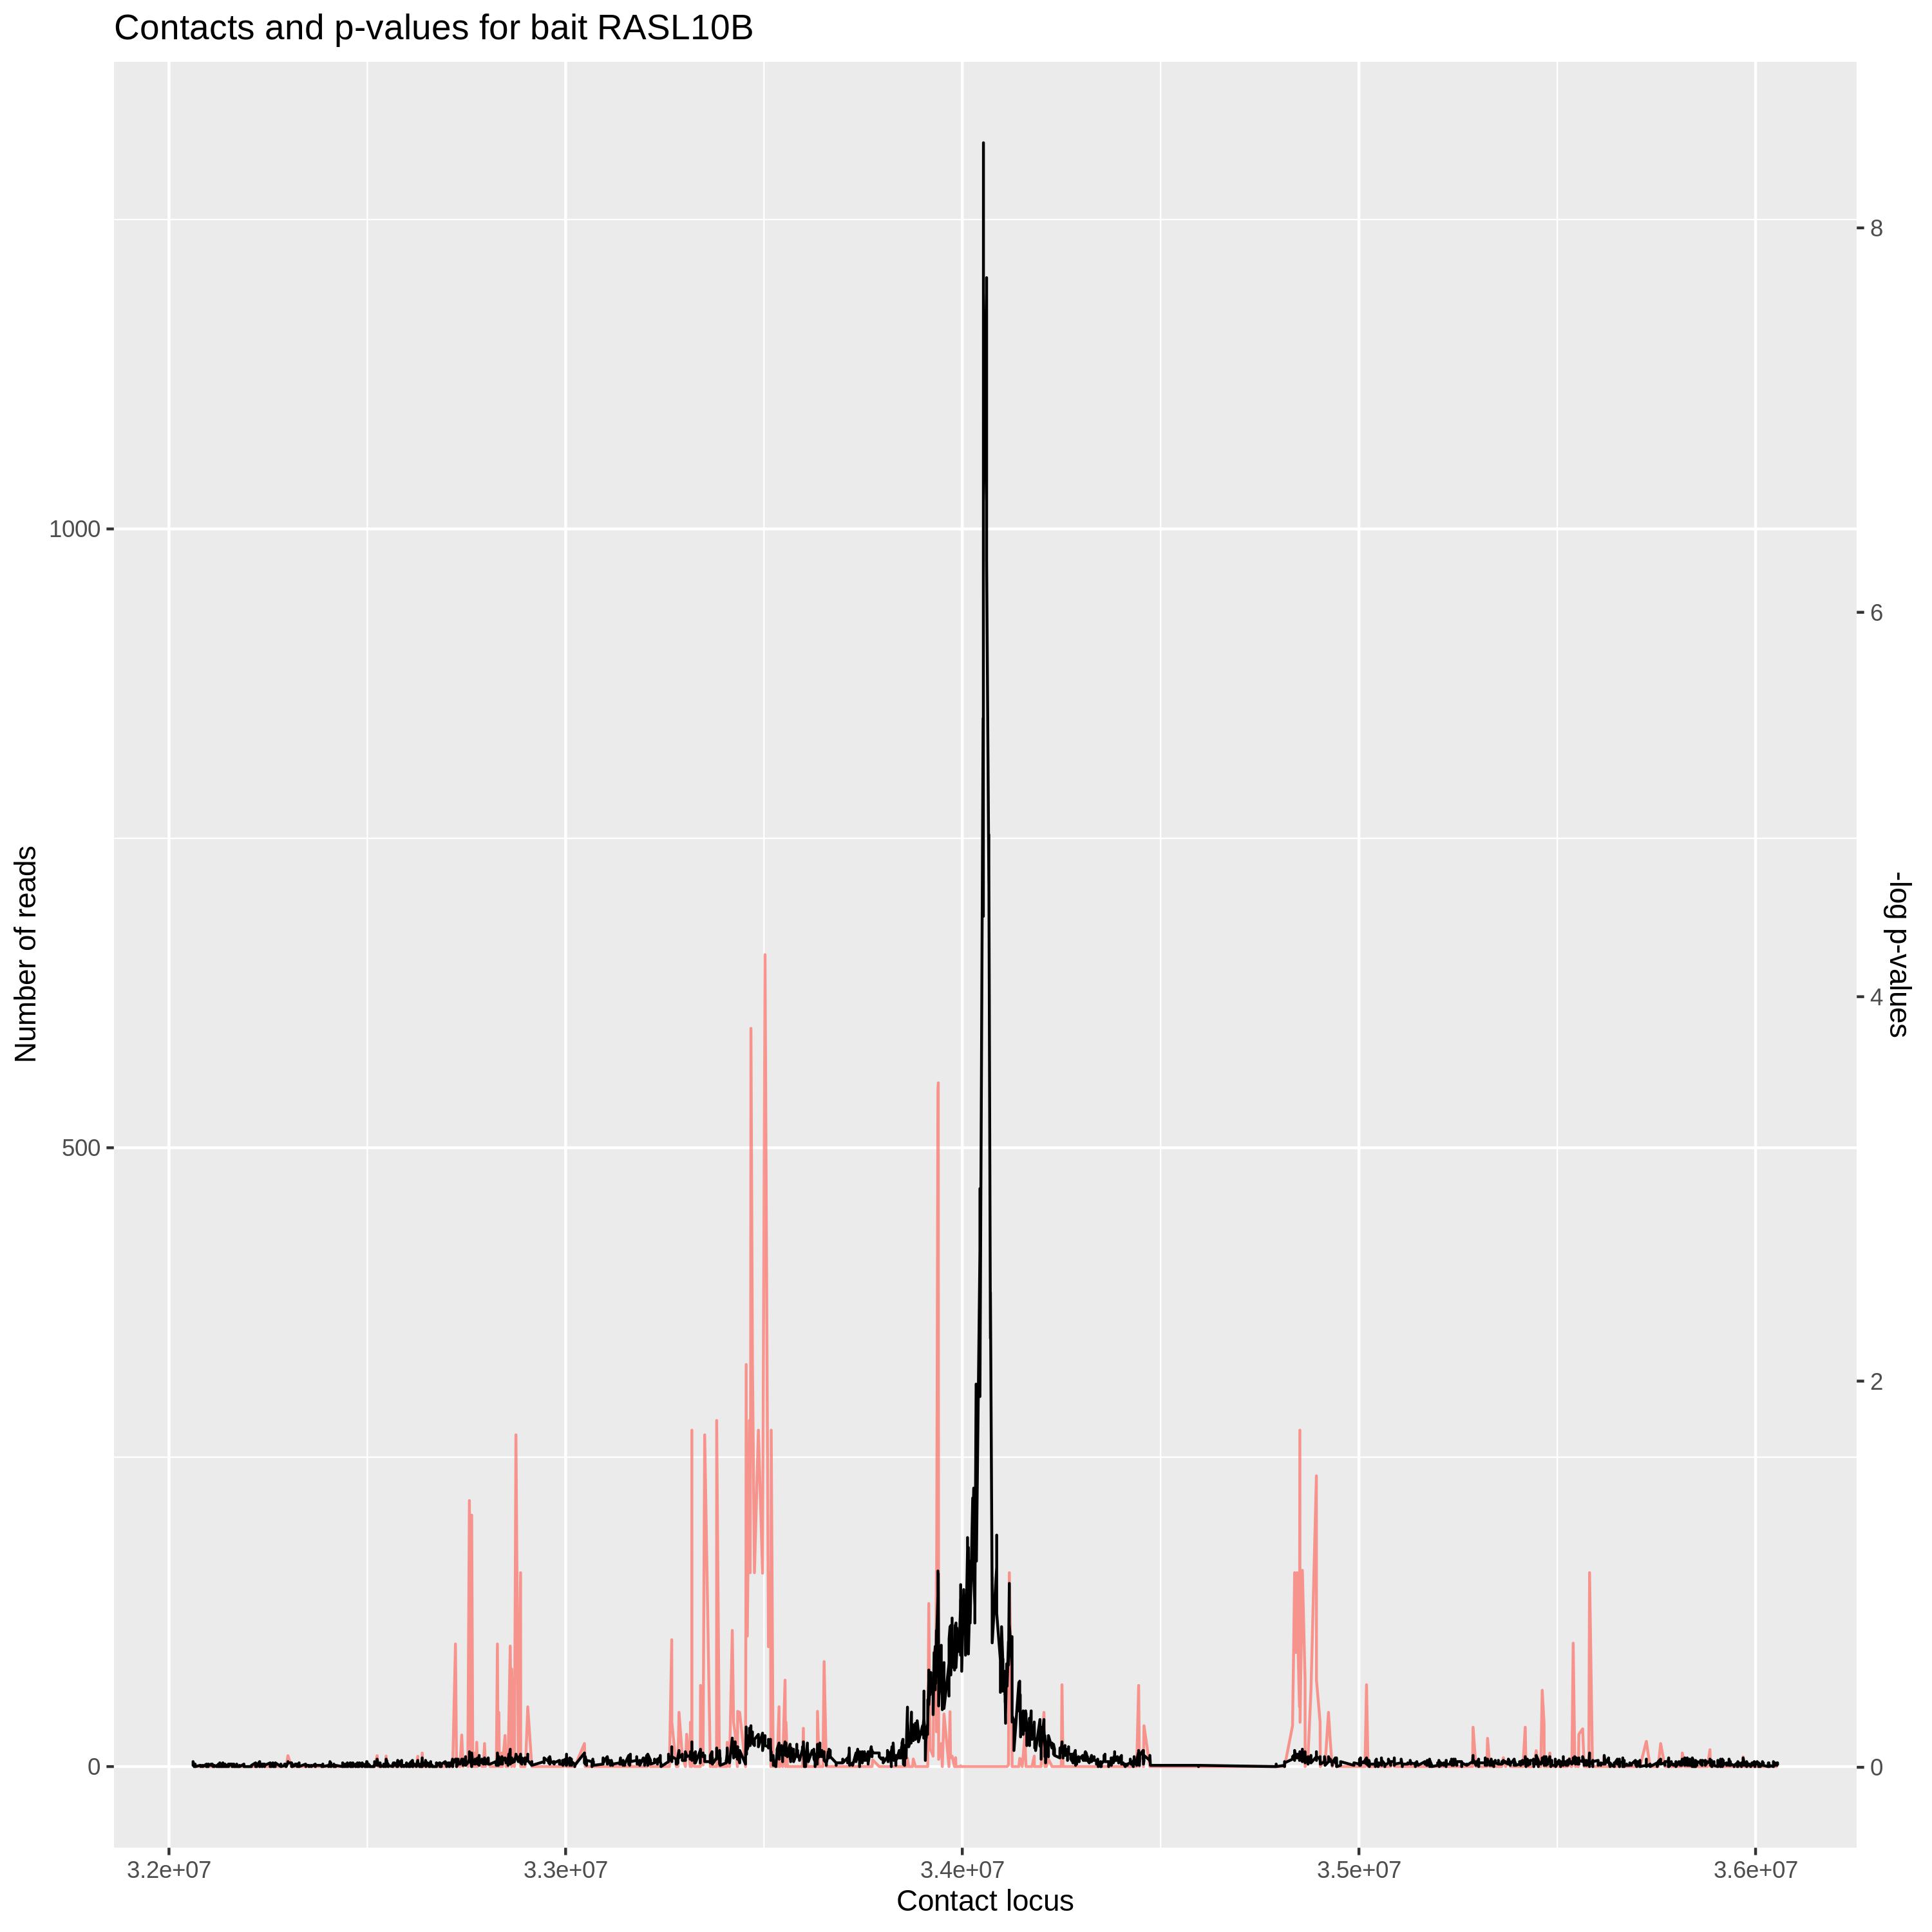 Contacts and p-values for bait RASL10B
Number of reads
1000
500
0
8
6
4
2
0
-log p-values
3.2e+07
3.3e+07
3.4e+07
3.5e+07
3.6e+07
Contact locus